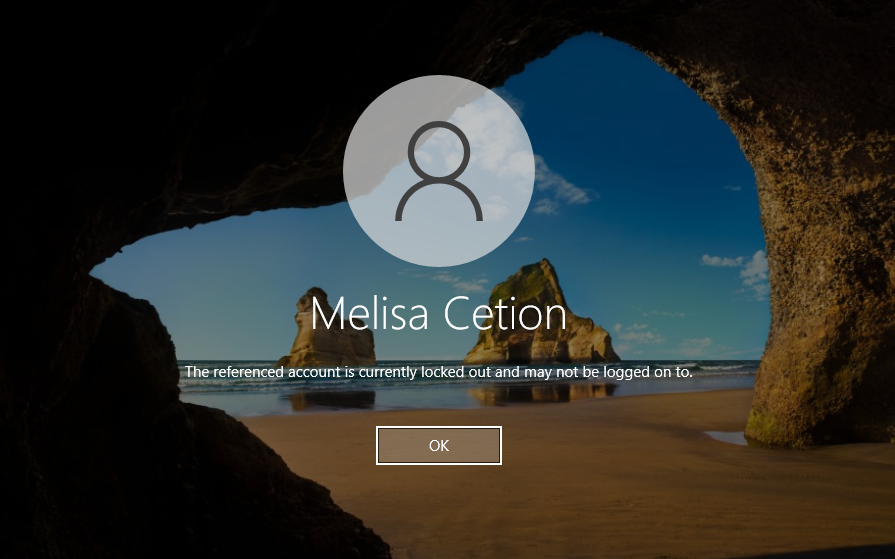 Melisa Cetion
The referenced account is currently locked out and may not be logged on to.
OK